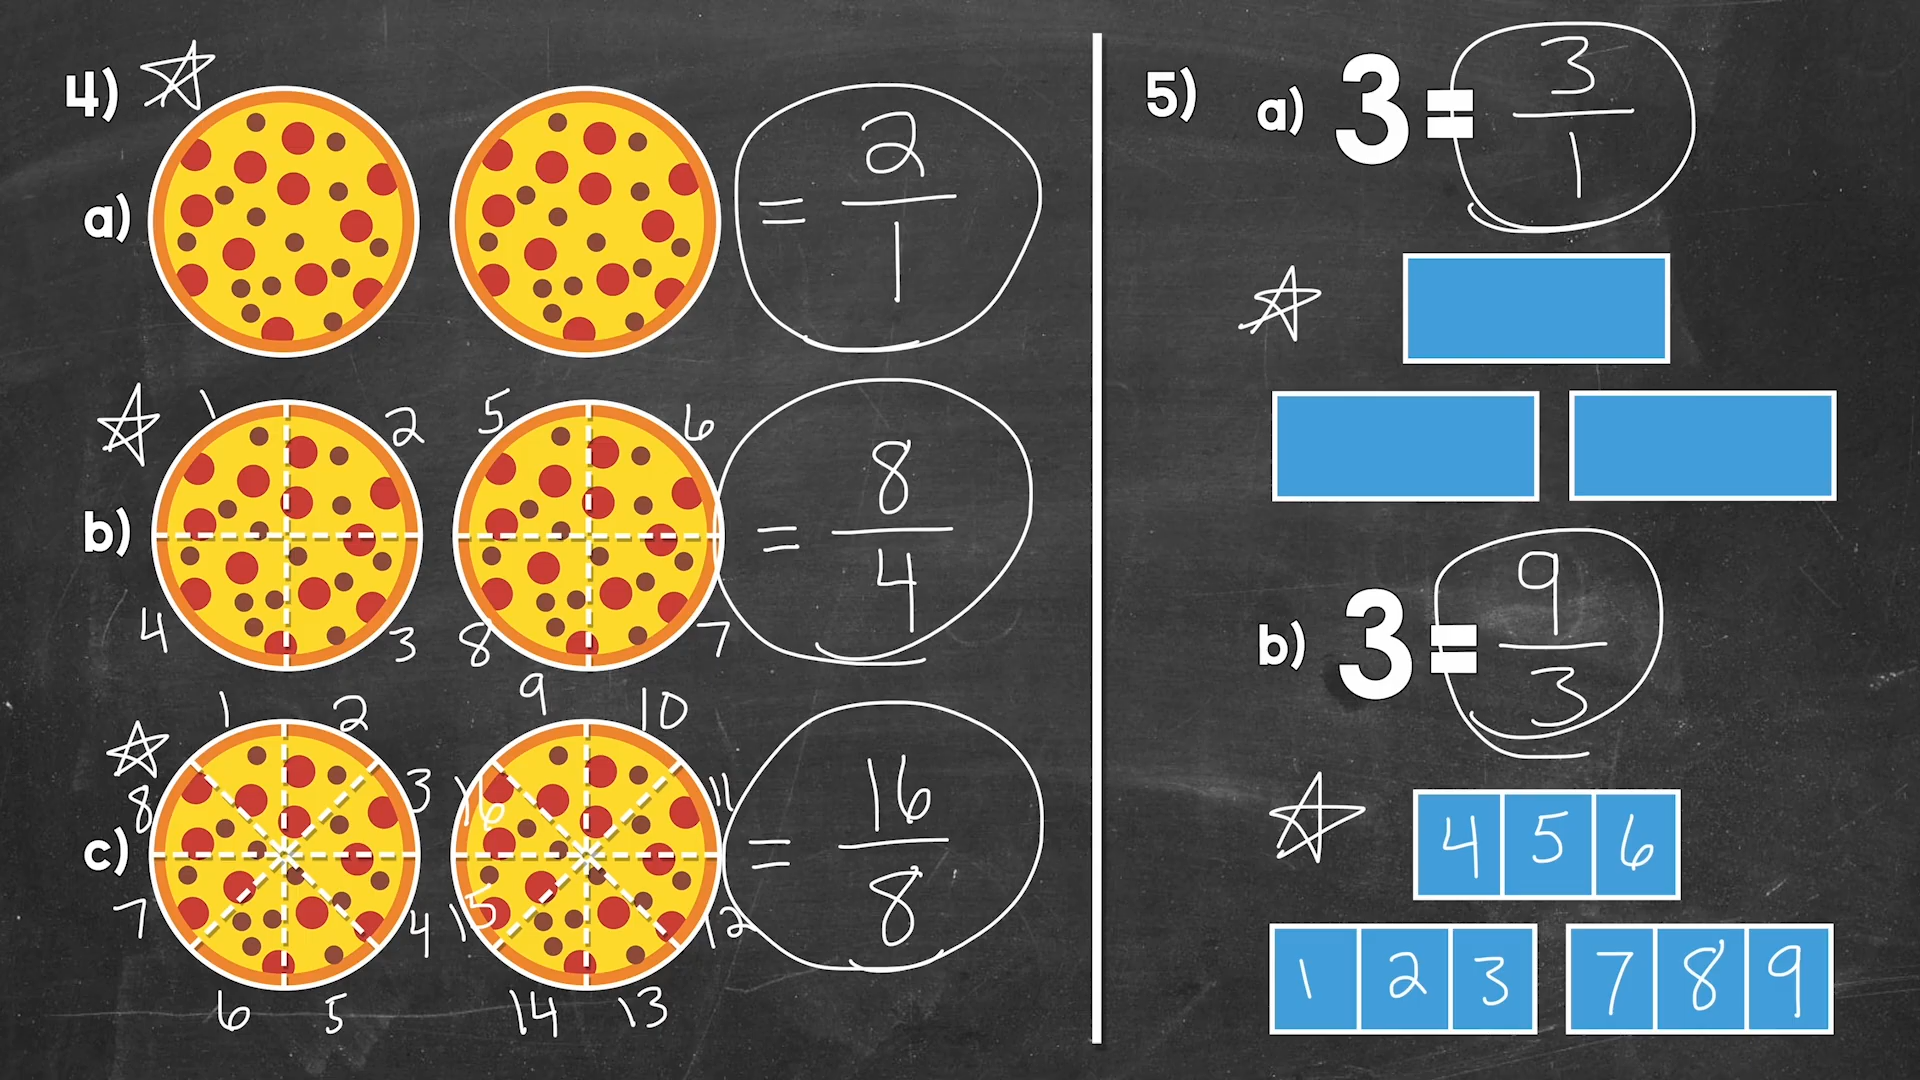 4)
a)
= 2/1
b)
1 2 3 4
5 6 7 8
= 8/4
c)
1 2 3 4 5 6 7 8
9 10 11 12 13 14 15 16
= 16/8
5)
a) 3 = 3/1
b) 3 = 9/3
4 5 6
1 2 3
7 8 9